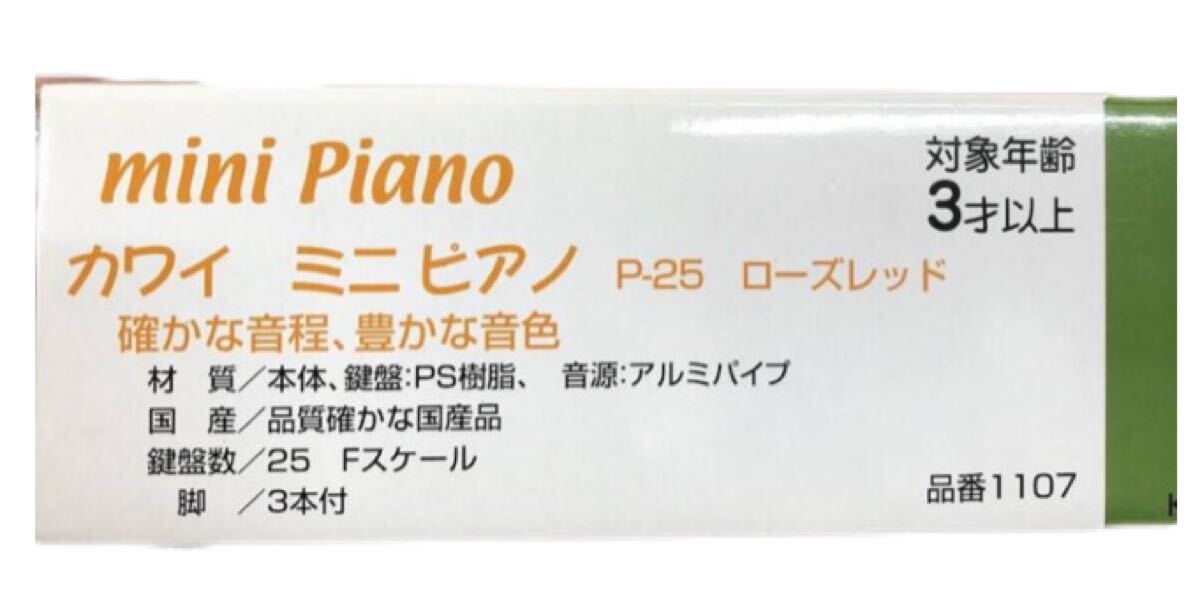 mini Piano
対象年齢
3才以上
カワイ ミニピアノ P-25 ローズレッド
確かな音程、豊かな音色
材 質／本体、鍵盤:PS樹脂、 音源:アルミパイプ
国 産／品質確かな国産品
鍵盤数／25 Fスケール
脚 ／3本付
品番1107